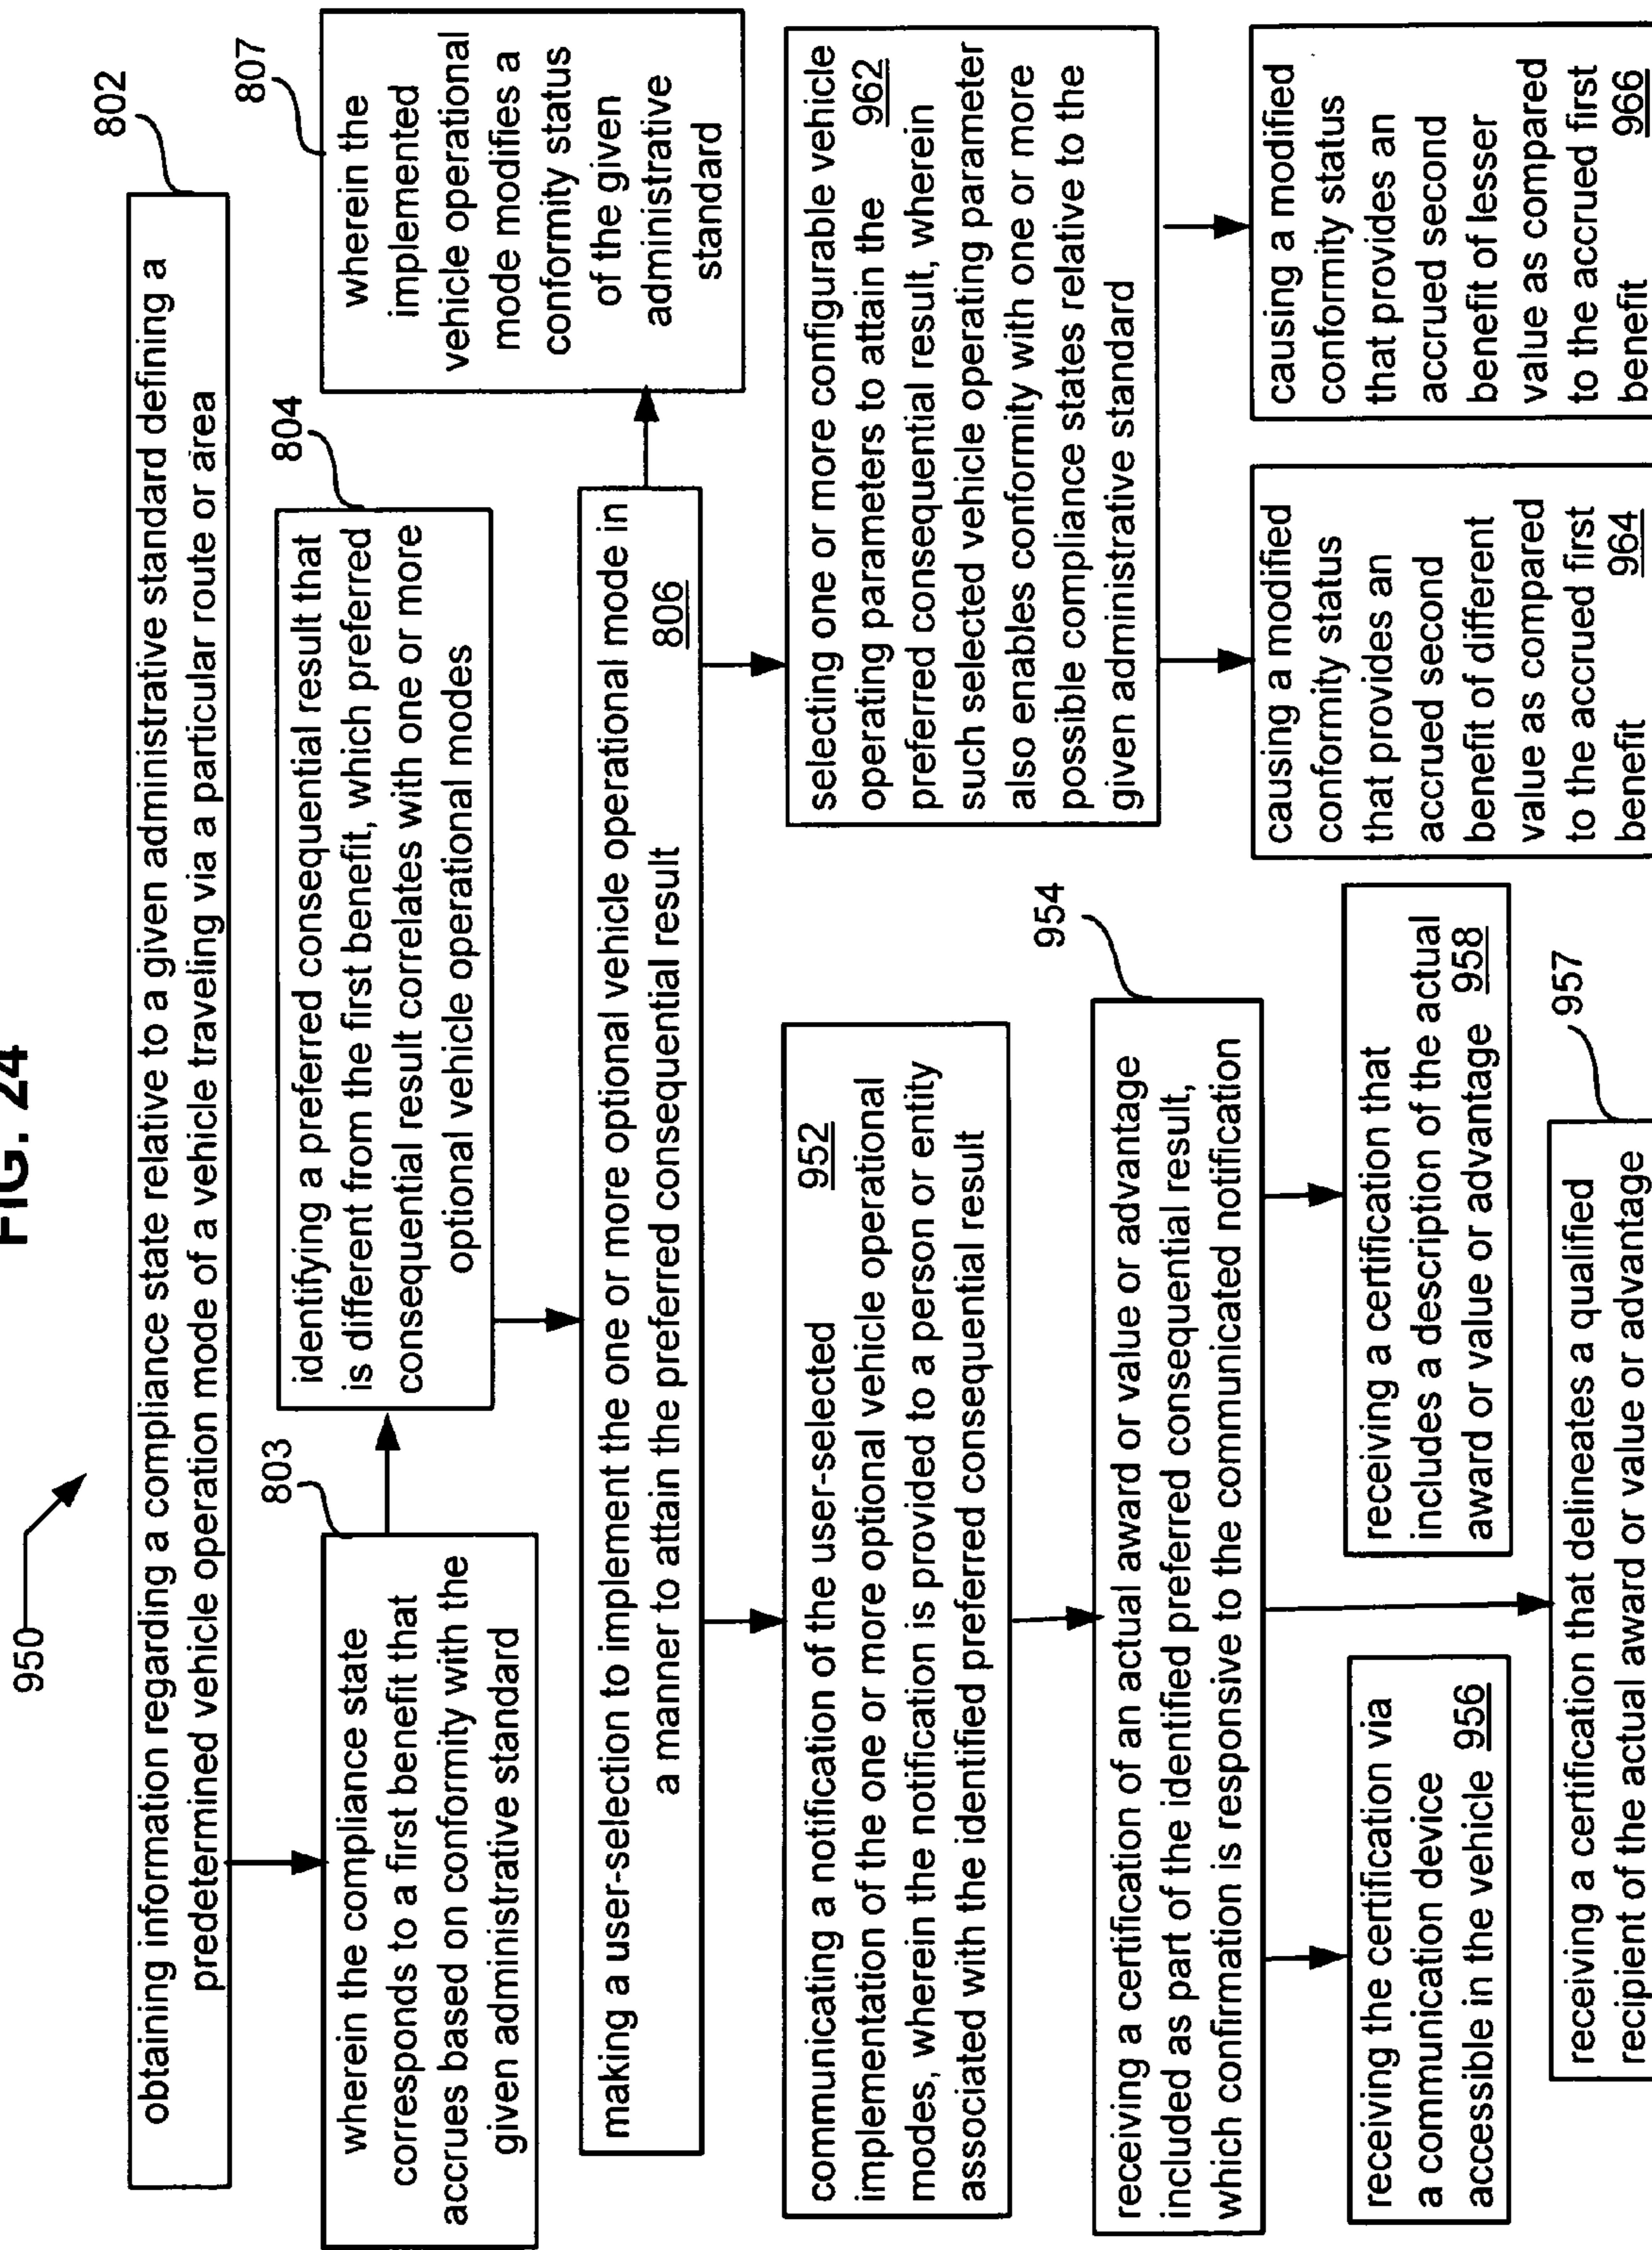 FIG. 24
950
802
obtaining information regarding a compliance state relative to a given administrative standard defining a
predetermined vehicle operation mode of a vehicle traveling via a particular route or area
803
wherein the compliance state
corresponds to a first benefit that
accrues based on conformity with the
given administrative standard
804
identifying a preferred consequential result that
is different from the first benefit, which preferred
consequential result correlates with one or more
optional vehicle operational modes
807
wherein the
implemented
vehicle operational
mode modifies a
conformity status
of the given
administrative
standard
making a user-selection to implement the one or more optional vehicle operational mode in
a manner to attain the preferred consequential result 806
communicating a notification of the user-selected 952
implementation of the one or more optional vehicle operational
modes, wherein the notification is provided to a person or entity
associated with the identified preferred consequential result
selecting one or more configurable vehicle
operating parameters to attain the 962
preferred consequential result, wherein
such selected vehicle operating parameter
also enables conformity with one or more
possible compliance states relative to the
given administrative standard
954
receiving a certification of an actual award or value or advantage
included as part of the identified preferred consequential result,
which confirmation is responsive to the communicated notification
receiving the certification via
a communication device
accessible in the vehicle 956
receiving a certification that
includes a description of the actual
award or value or advantage 958
957
receiving a certification that delineates a qualified
recipient of the actual award or value or advantage
causing a modified
conformity status
that provides an
accrued second
benefit of different
value as compared
to the accrued first
benefit 964
causing a modified
conformity status
that provides an
accrued second
benefit of lesser
value as compared
to the accrued first
benefit 966